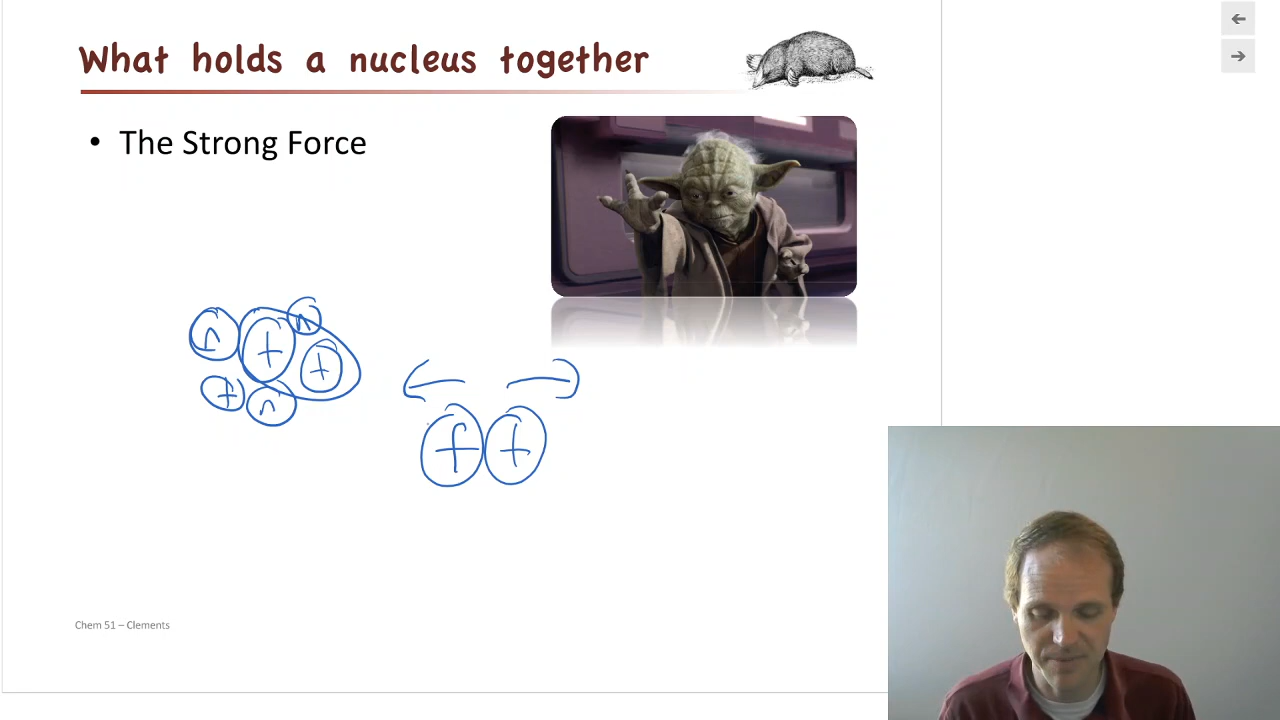 What holds a nucleus together
• The Strong Force
n + n
+
+ n
+ +
Chem 51 – Clements